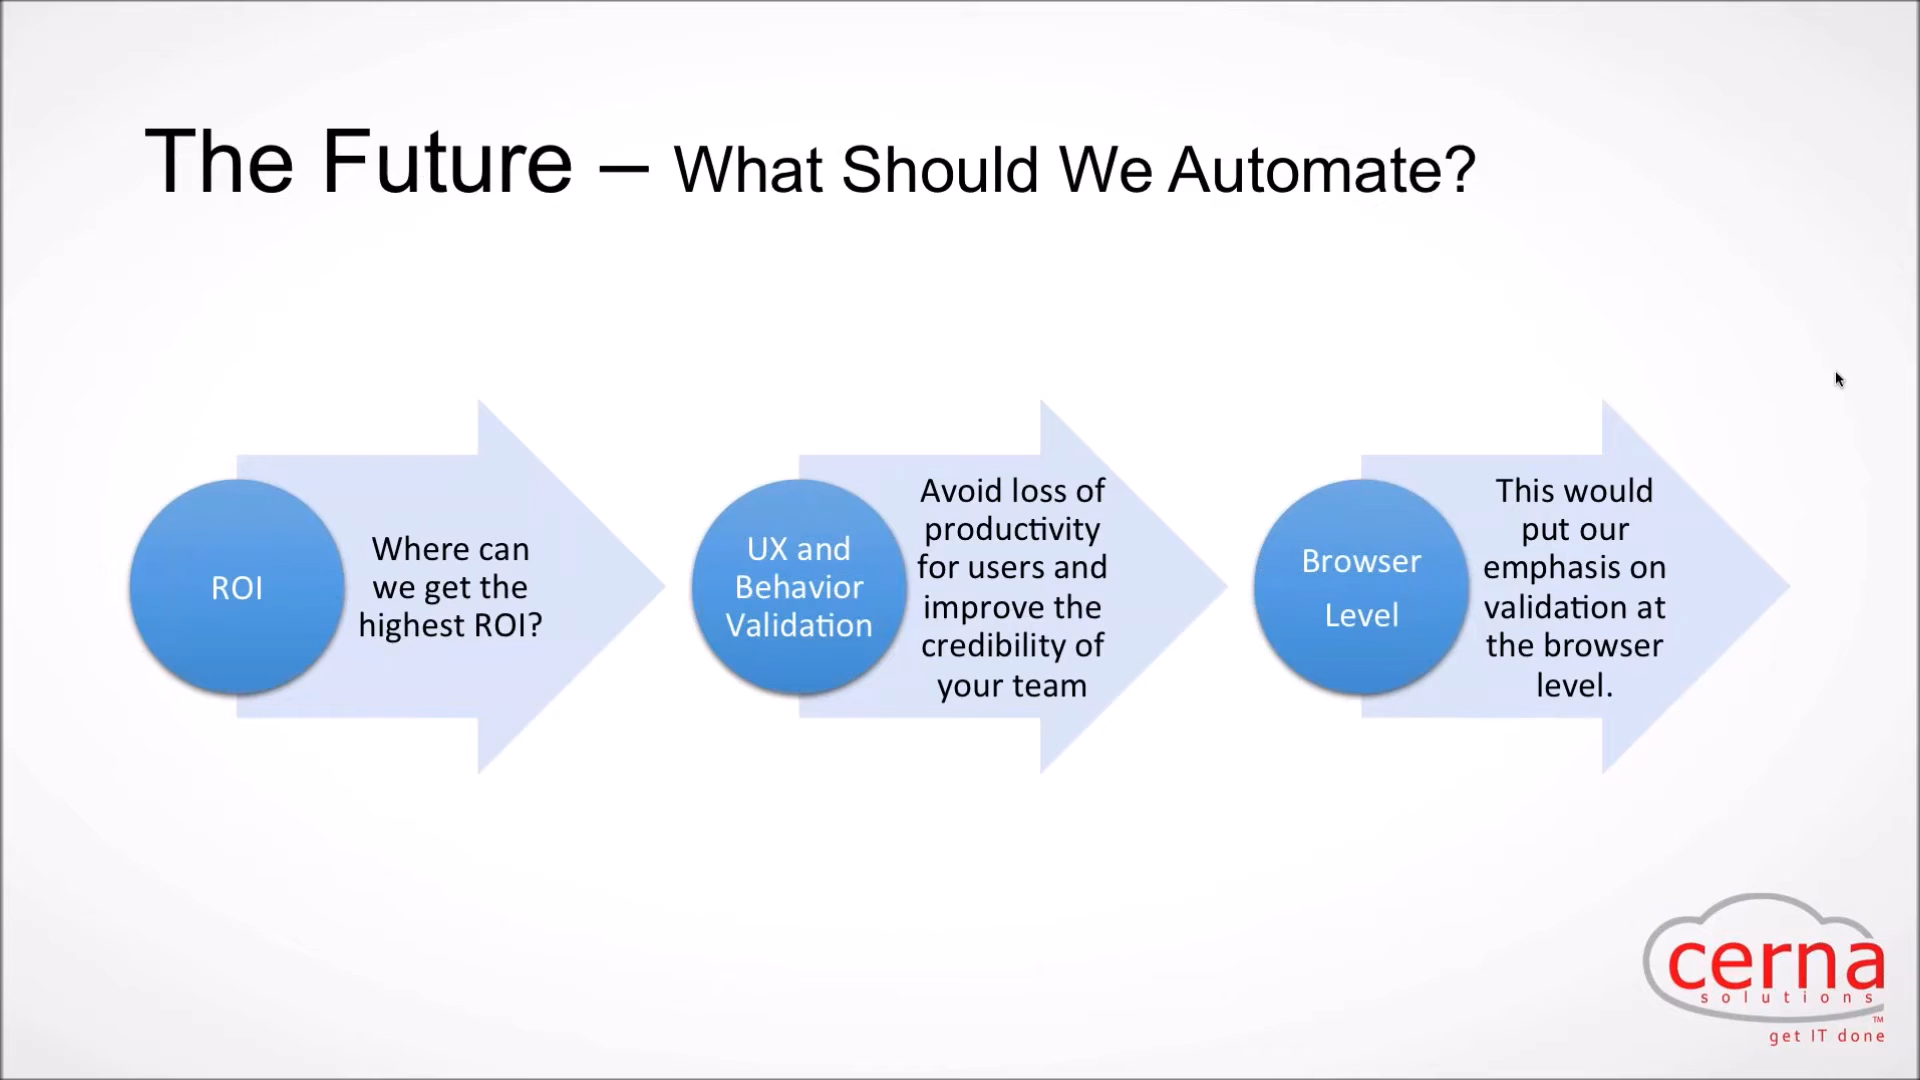 The Future – What Should We Automate?
ROI
Where can
we get the
highest ROI?
UX and
Behavior
Validation
Avoid loss of
productivity
for users and
improve the
credibility of
your team
Browser
Level
This would
put our
emphasis on
validation at
the browser
level.
cerna
solutions
TM
get IT done